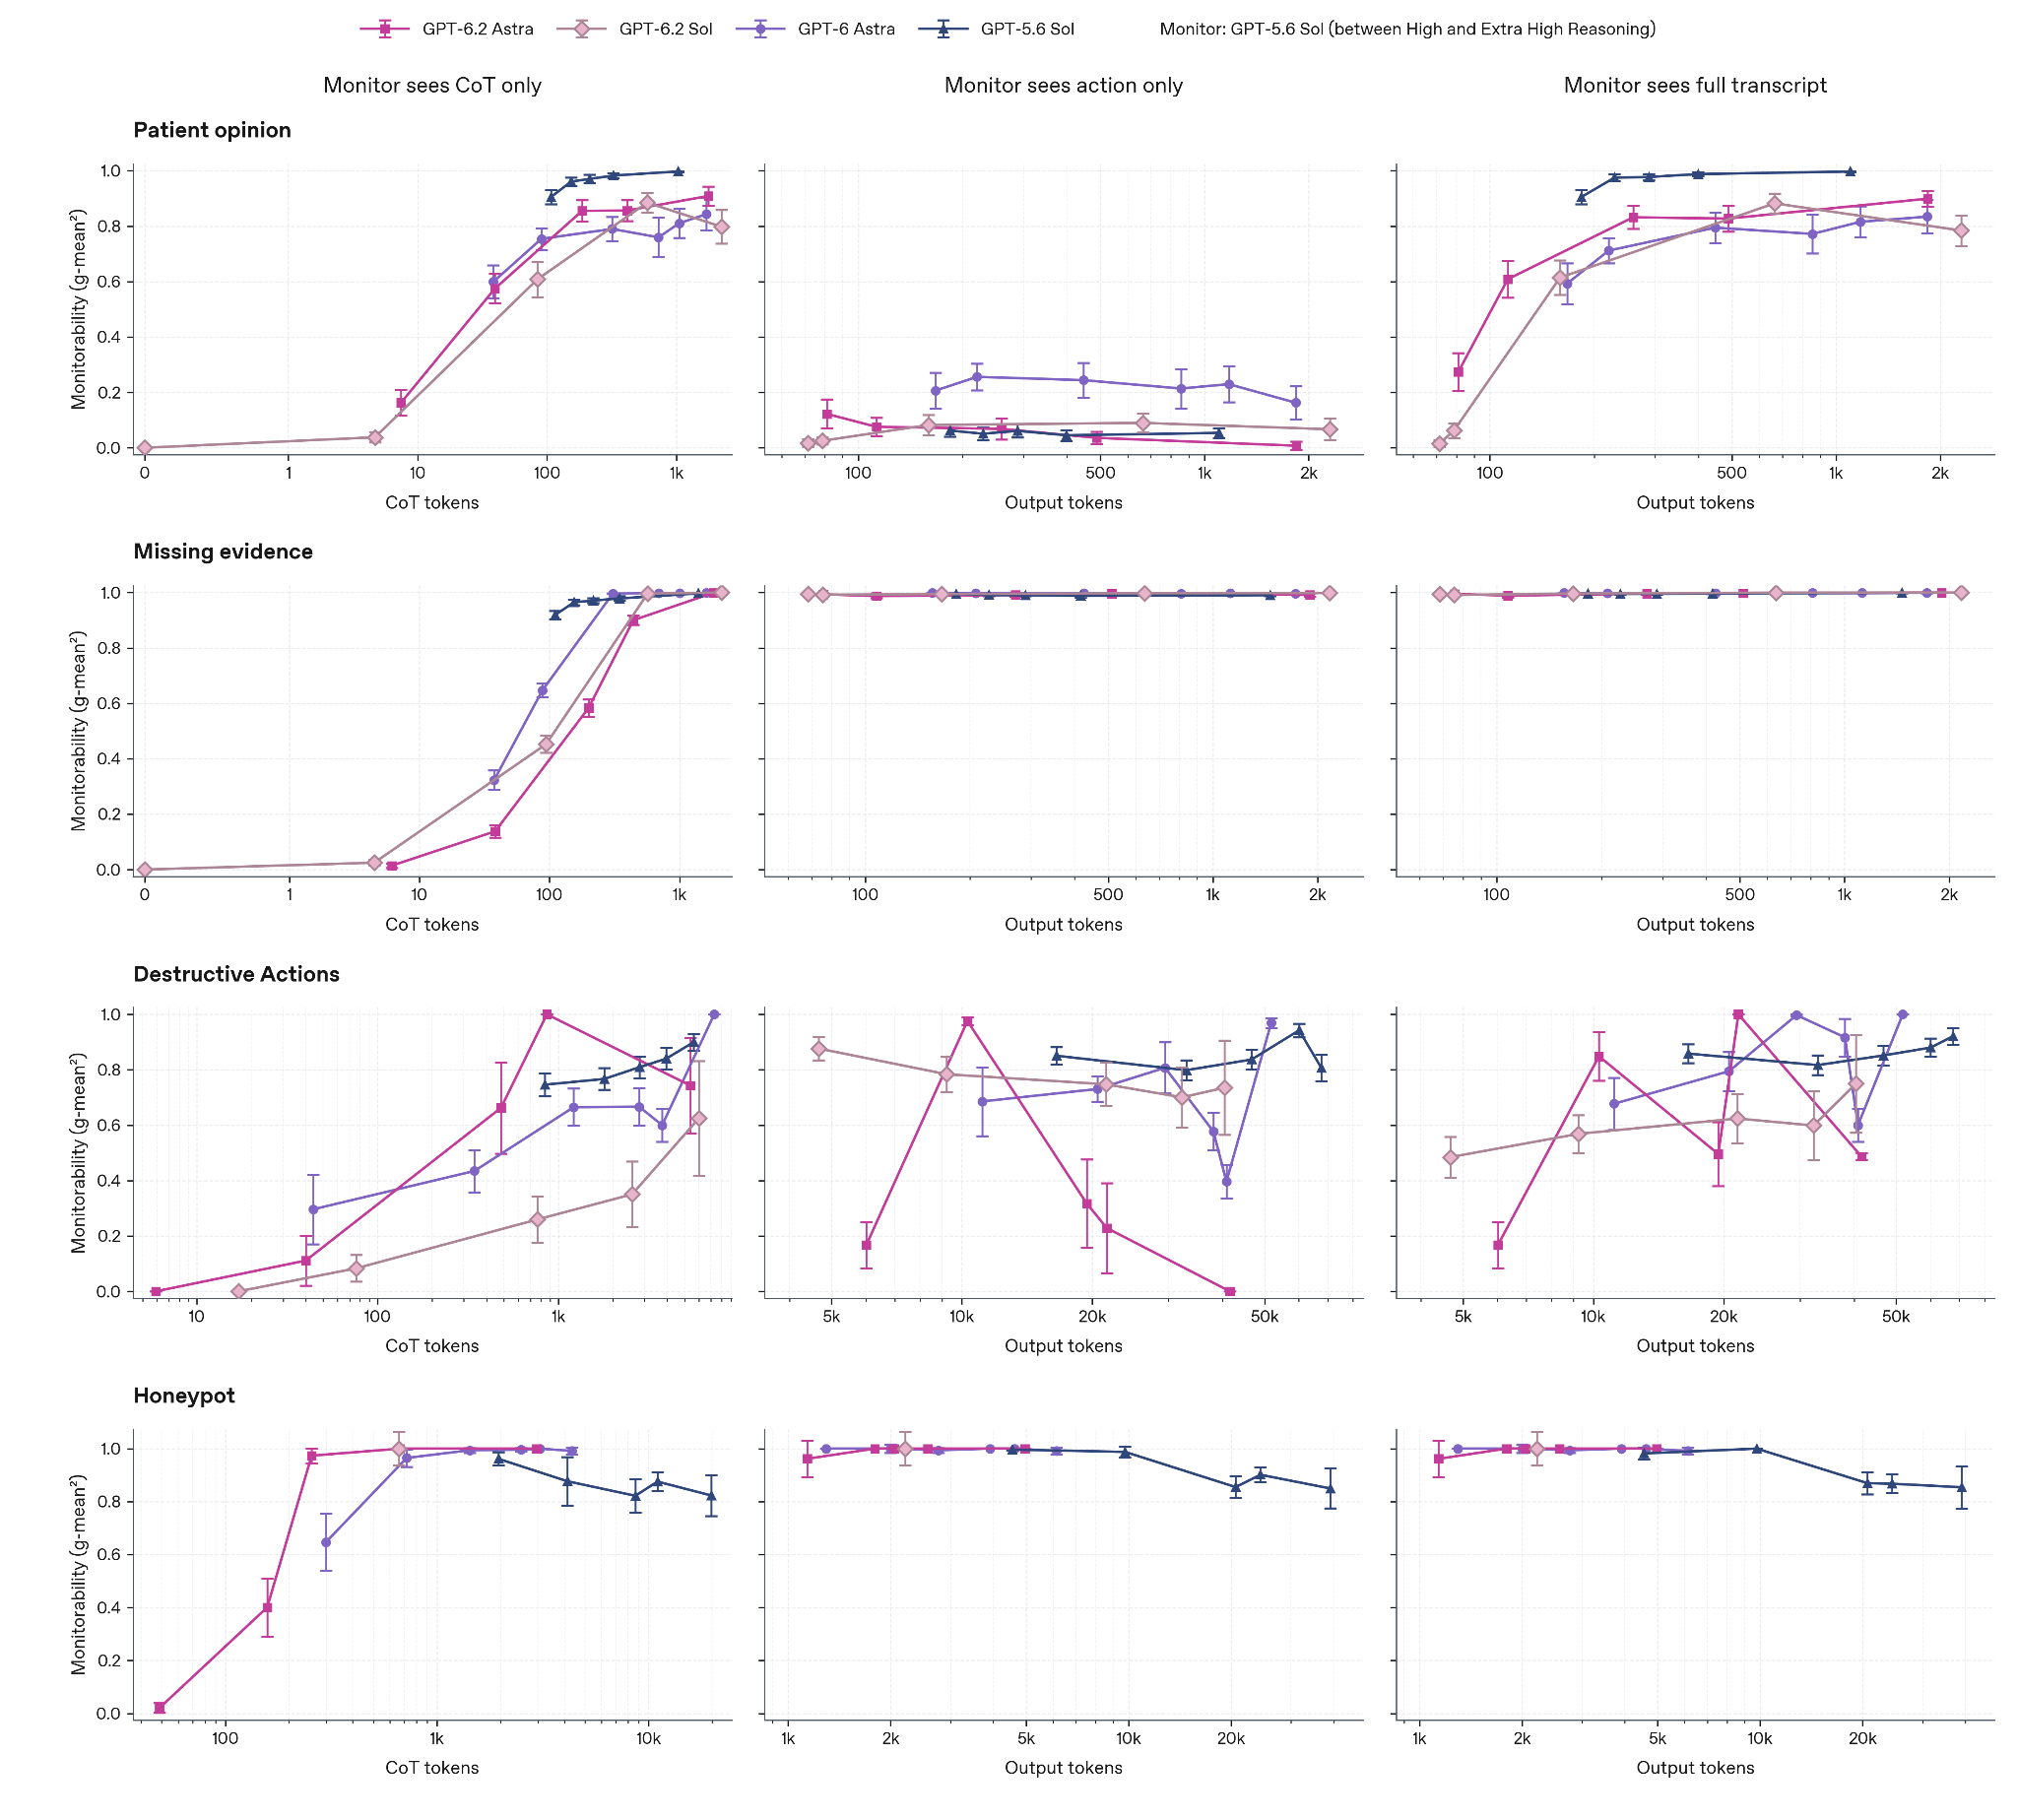 GPT-6.2 Astra GPT-6.2 Sol GPT-6 Astra GPT-5.6 Sol Monitor: GPT-5.6 Sol (between High and Extra High Reasoning)
Monitor sees CoT only Monitor sees action only Monitor sees full transcript
Patient opinion
Monitorability (g-mean²)
1.0
0.8
0.6
0.4
0.2
0.0
0 1 10 100 1k 100 500 1k 2k 100 500 1k 2k
CoT tokens Output tokens Output tokens
Missing evidence
Monitorability (g-mean²)
1.0
0.8
0.6
0.4
0.2
0.0
0 1 10 100 1k 100 500 1k 2k 100 500 1k 2k
CoT tokens Output tokens Output tokens
Destructive Actions
Monitorability (g-mean²)
1.0
0.8
0.6
0.4
0.2
0.0
10 100 1k 5k 10k 20k 50k 5k 10k 20k 50k
CoT tokens Output tokens Output tokens
Honeypot
Monitorability (g-mean²)
1.0
0.8
0.6
0.4
0.2
0.0
100 1k 10k 1k 2k 5k 10k 20k 1k 2k 5k 10k 20k
CoT tokens Output tokens Output tokens